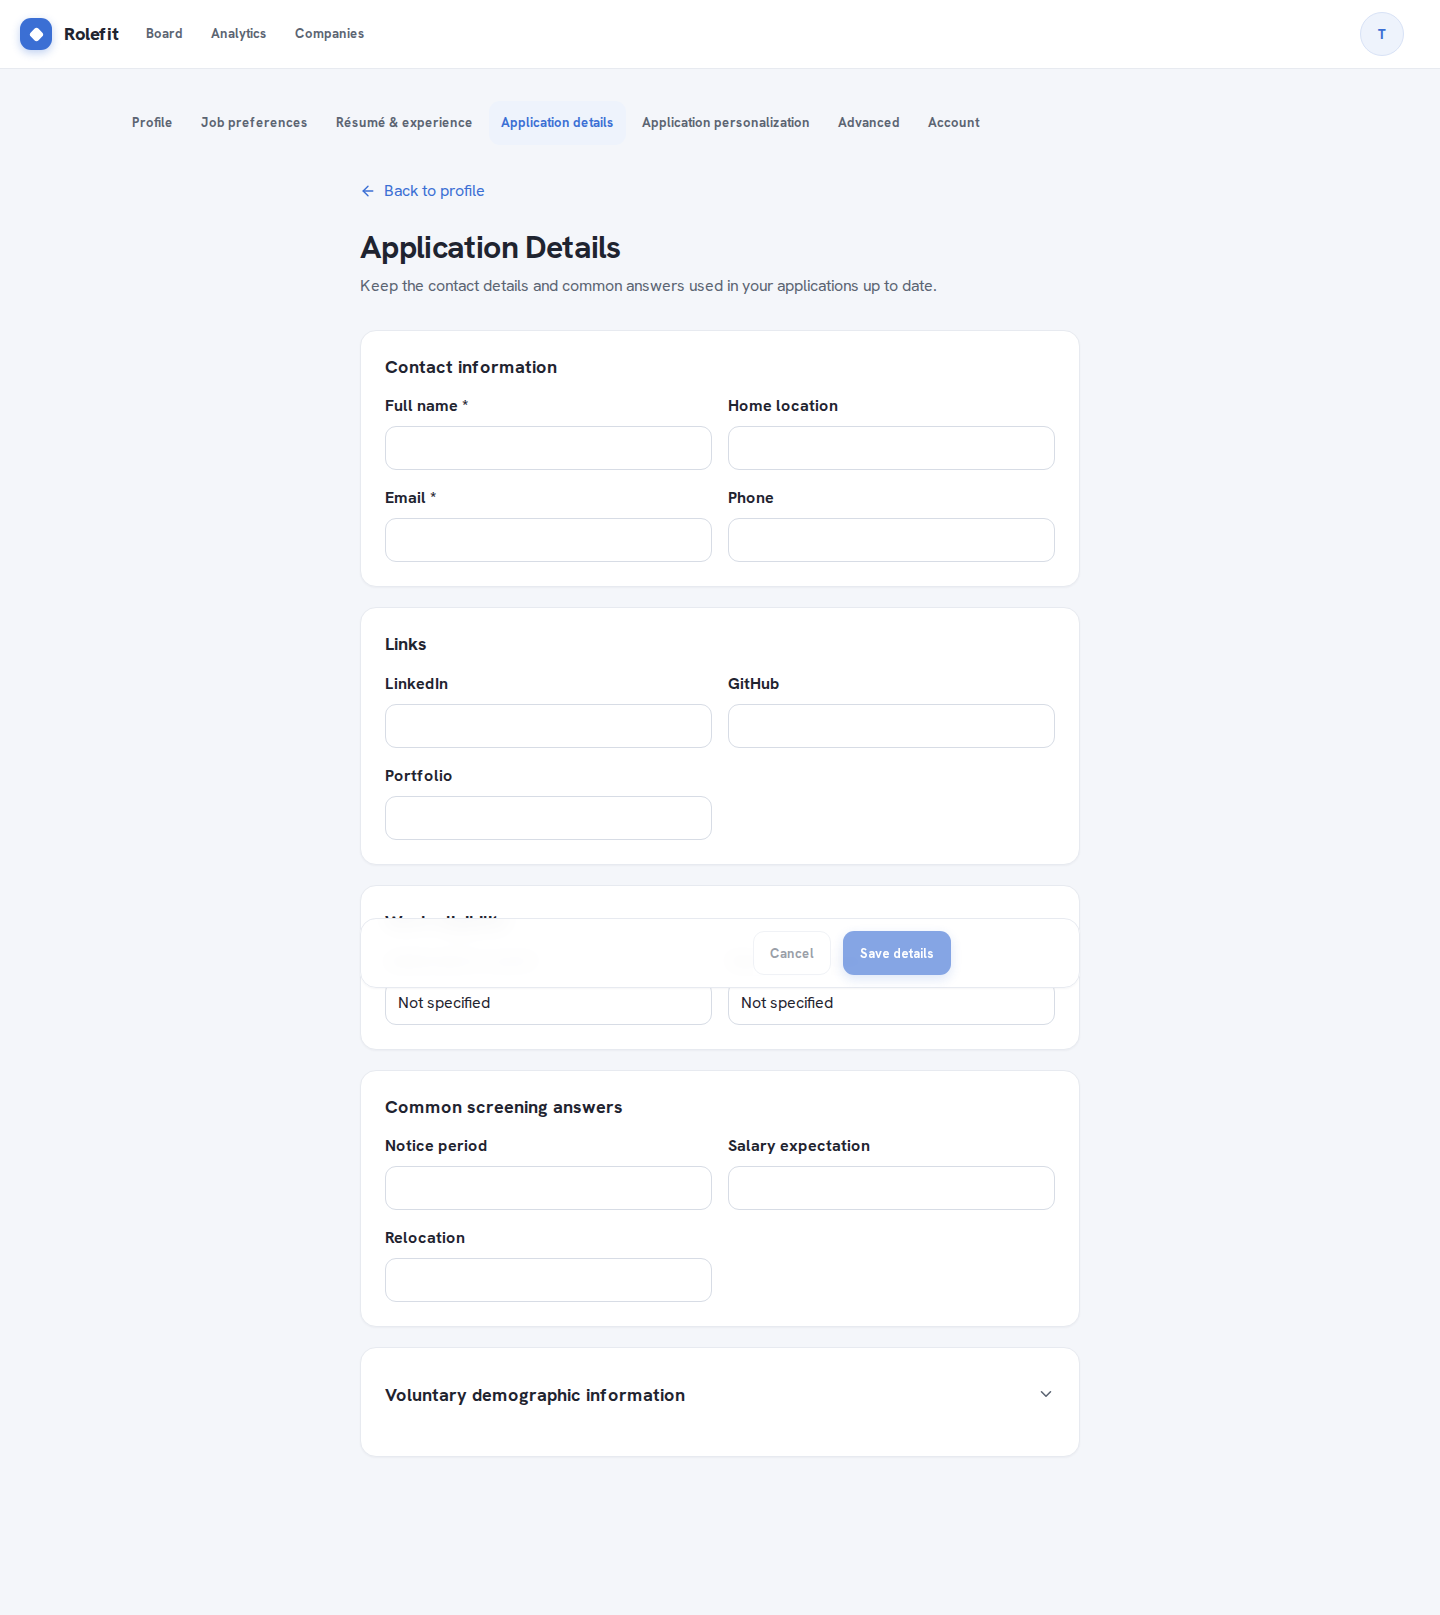 Rolefit Board Analytics Companies T
Profile Job preferences Résumé & experience Application details Application personalization Advanced Account
Back to profile
Application Details
Keep the contact details and common answers used in your applications up to date.
Contact information
Full name * Home location
Email * Phone
Links
LinkedIn GitHub
Portfolio
Cancel Save details
Not specified Not specified
Common screening answers
Notice period Salary expectation
Relocation
Voluntary demographic information